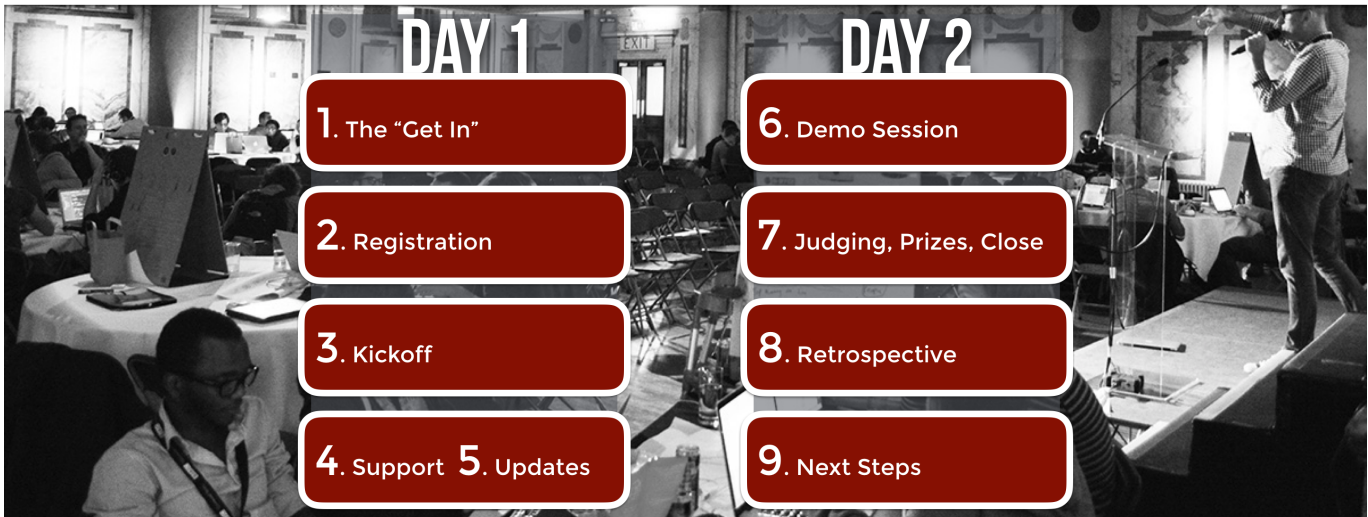 DAY 1
1. The “Get In”
2. Registration
3. Kickoff
4. Support 5. Updates
DAY 2
6. Demo Session
7. Judging, Prizes, Close
8. Retrospective
9. Next Steps
EXIT